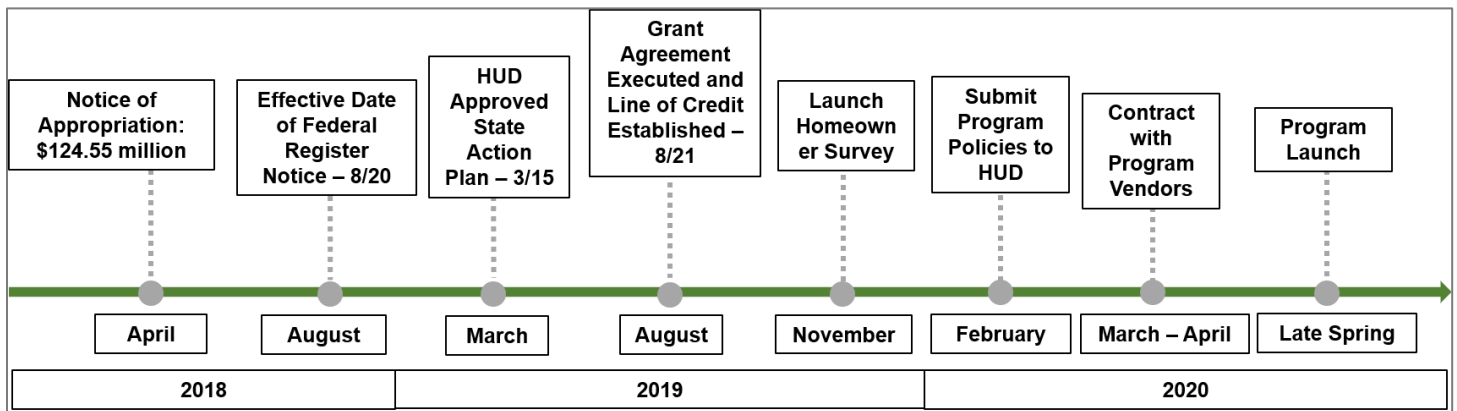 Notice of
Appropriation:
$124.55 million
Effective Date
of Federal
Register
Notice – 8/20
HUD
Approved
State
Action
Plan – 3/15
Grant
Agreement
Executed and
Line of Credit
Established –
8/21
Launch
Homeown
er Survey
Submit
Program
Policies to
HUD
Contract
with
Program
Vendors
Program
Launch
April
August
March
August
November
February
March – April
Late Spring
2018
2019
2020